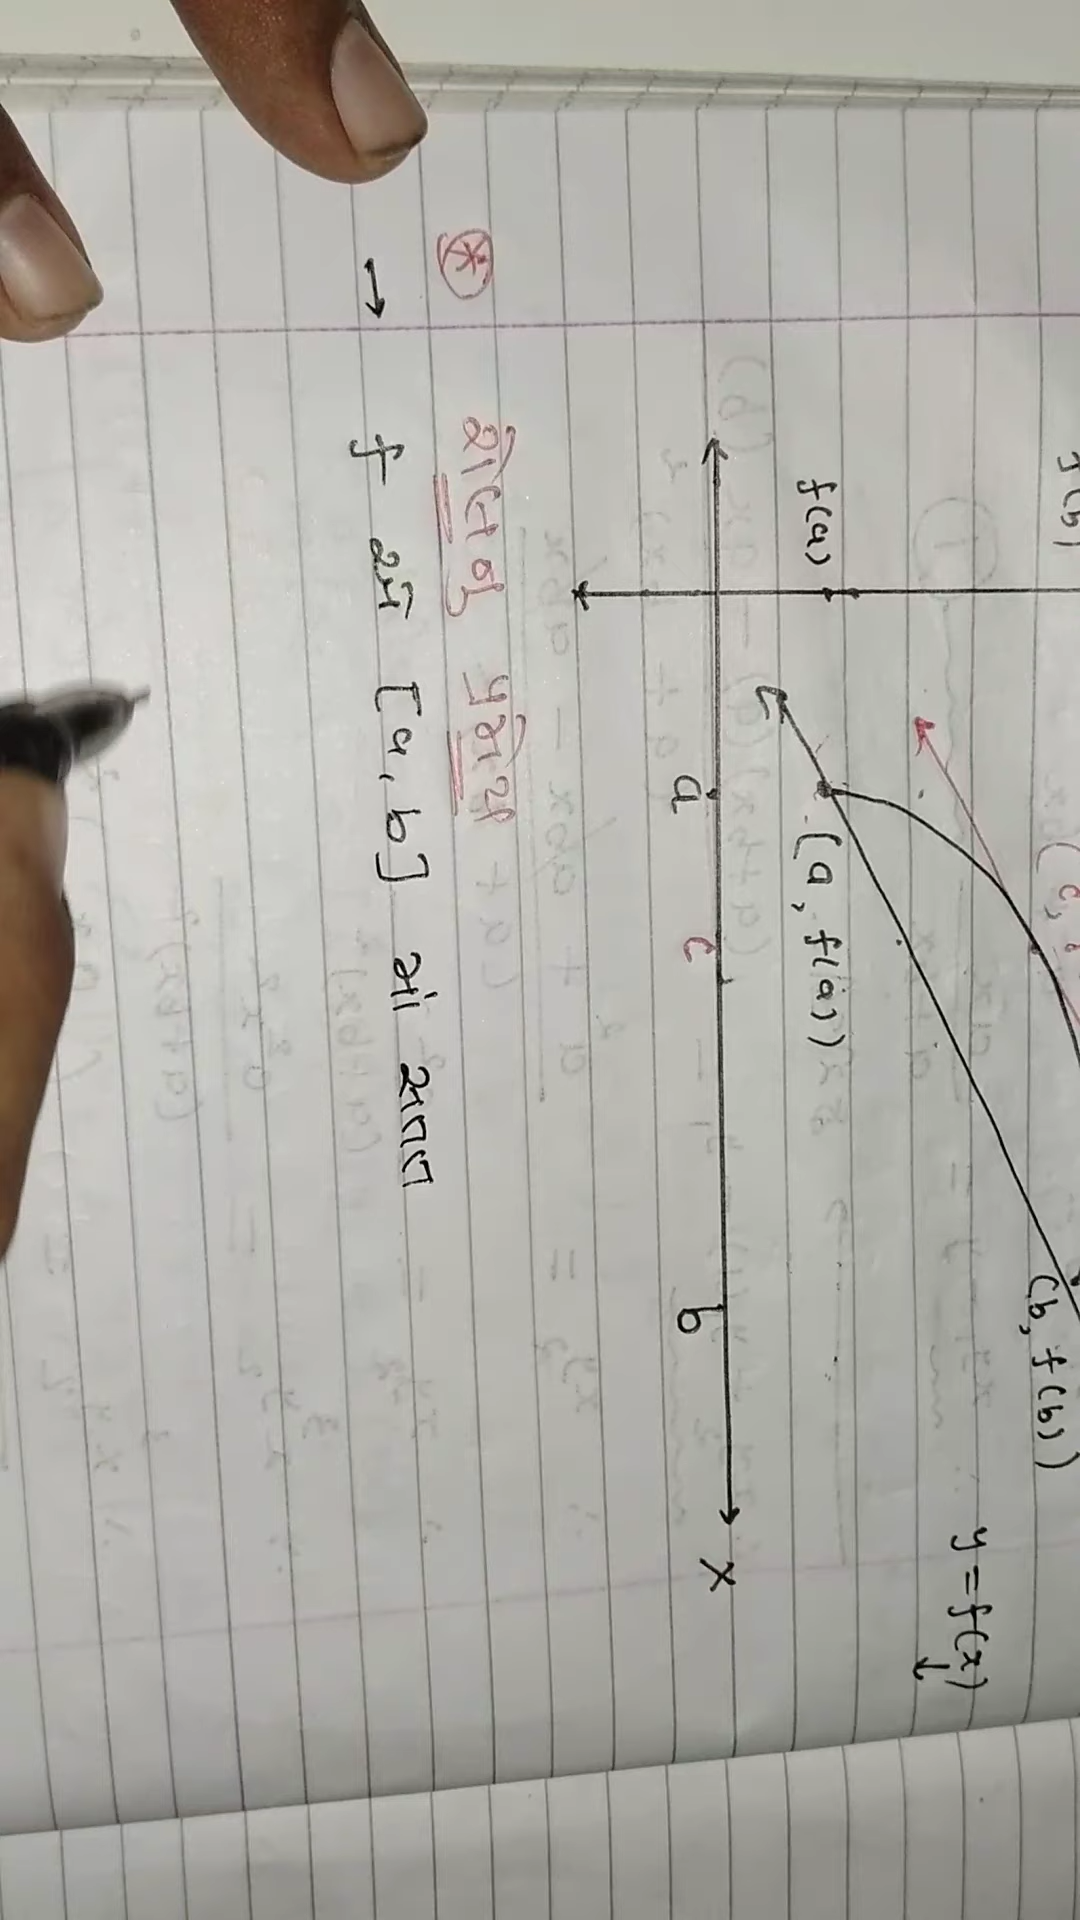 f(b)
(b, f(b))
y = f(x)
f(a)
(a, f(a))
a c b
X
રોલનું પ્રમેય
→ f એ [a, b] માં સતત